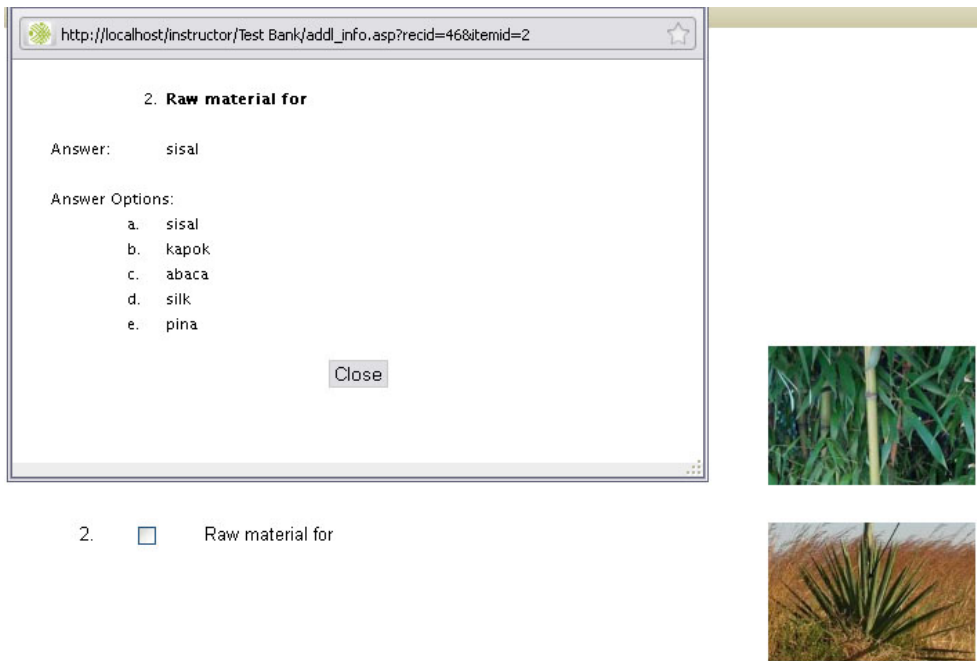 http://localhost/instructor/Test Bank/addl_info.asp?recid=46&itemid=2
2. Raw material for
Answer: sisal
Answer Options:
a. sisal
b. kapok
c. abaca
d. silk
e. pina
Close
2. Raw material for